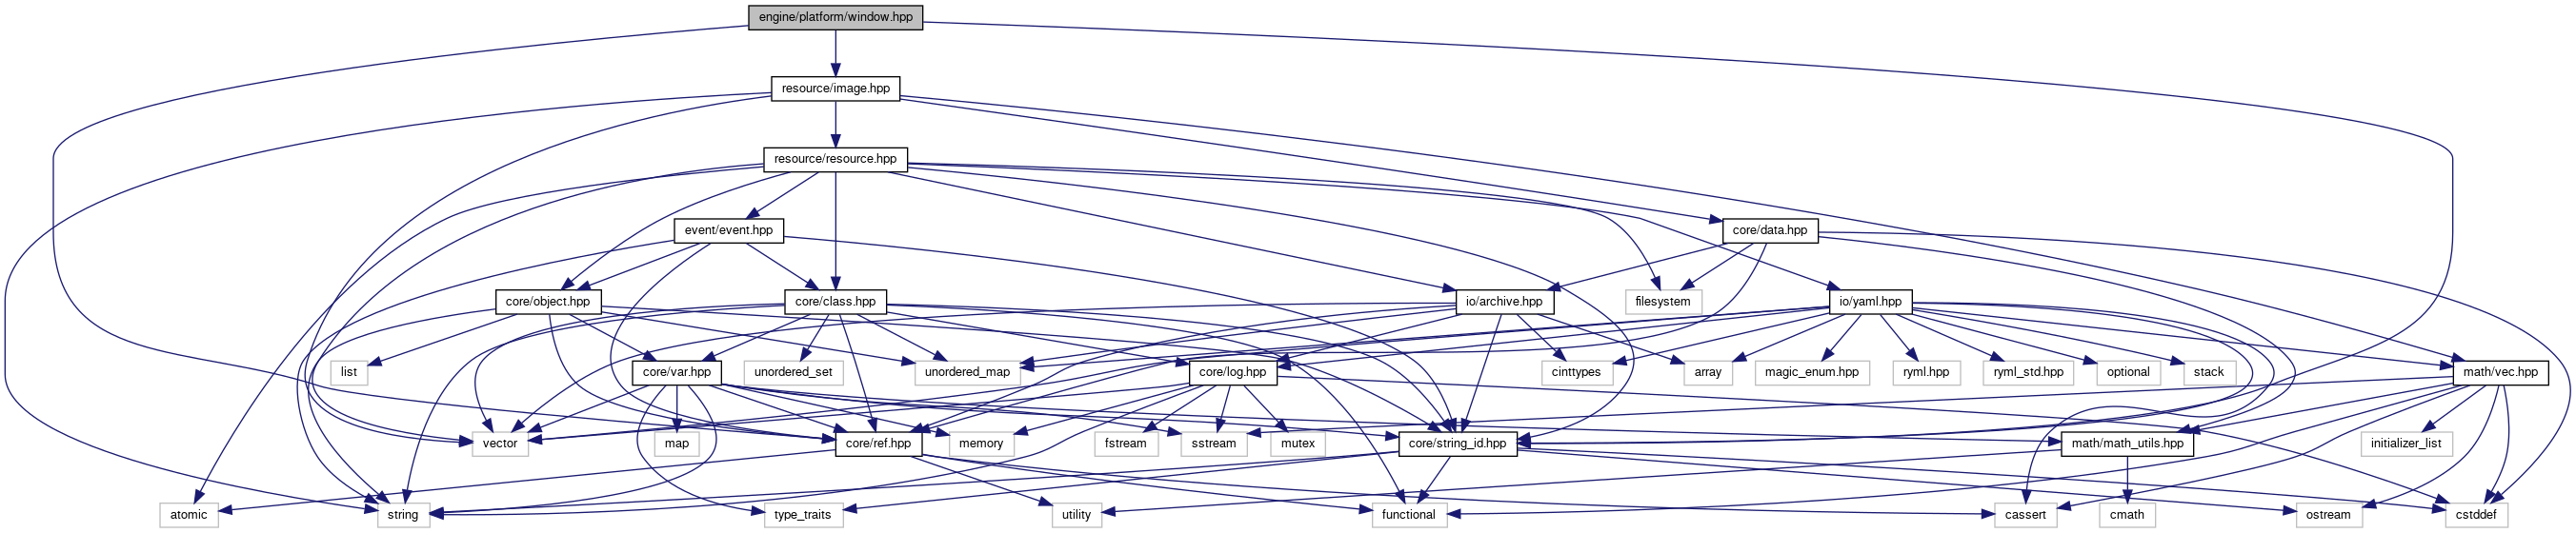 engine/platform/window.hpp
resource/image.hpp
resource/resource.hpp
event/event.hpp
core/data.hpp
core/object.hpp
core/class.hpp
io/archive.hpp
filesystem
io/yaml.hpp
list
core/var.hpp
unordered_set
unordered_map
core/log.hpp
cinttypes
array
magic_enum.hpp
ryml.hpp
ryml_std.hpp
optional
stack
math/vec.hpp
vector
map
core/ref.hpp
memory
fstream
sstream
mutex
core/string_id.hpp
math/math_utils.hpp
initializer_list
atomic
string
type_traits
utility
functional
cassert
cmath
ostream
cstddef